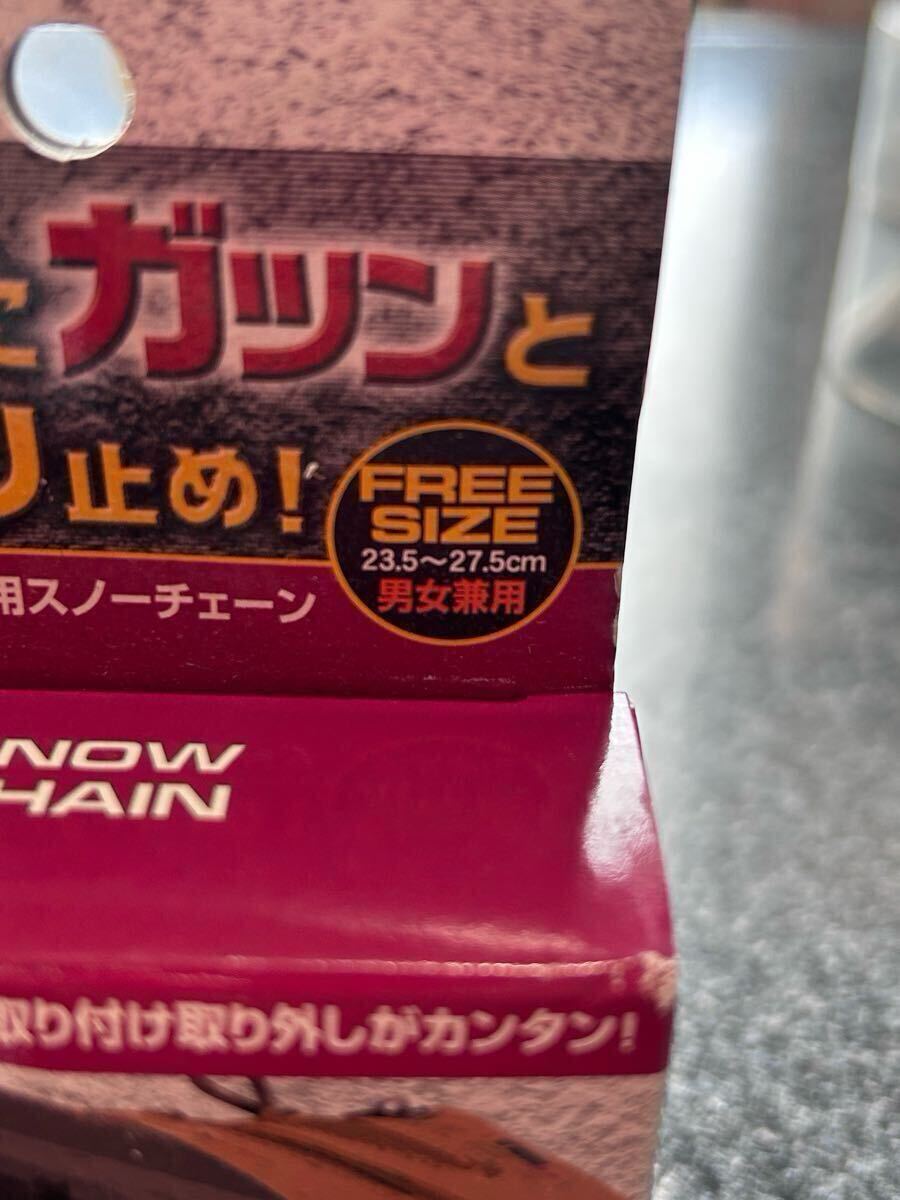 ガツンと
止め!
FREE
SIZE
23.5～27.5cm
男女兼用
用スノーチェーン
NOW
HAIN
取り付け取り外しがカンタン!